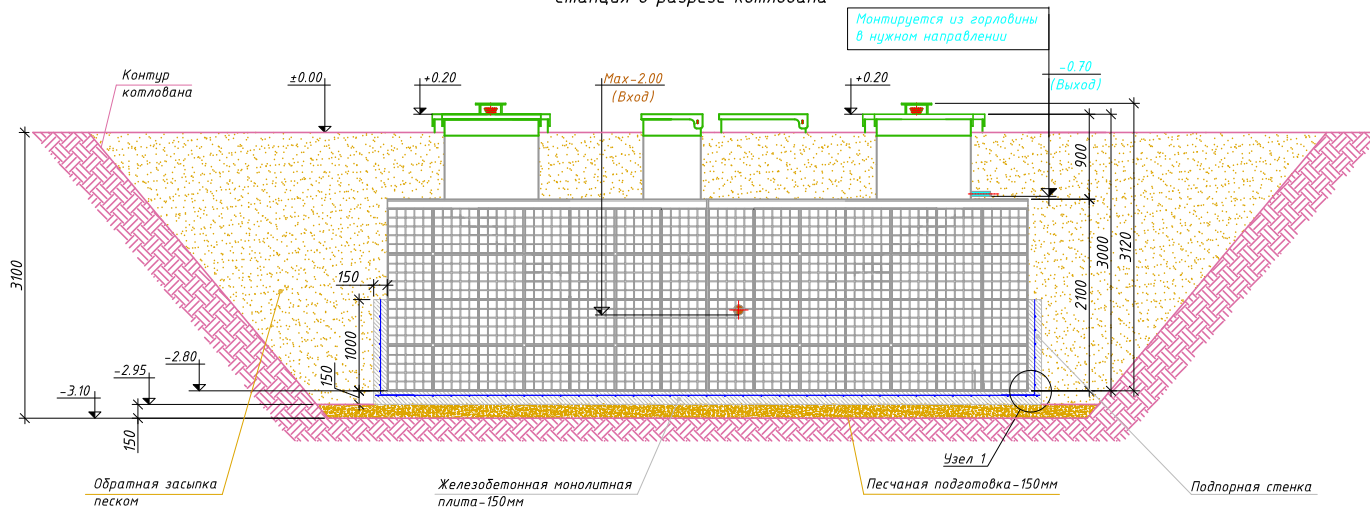 станция в разрезе котлована
Монтируется из горловины
в нужном направлении
Контур
котлована
±0.00
+0.20
Max-2.00
(Вход)
+0.20
-0.70
(Выход)
900
3000
3120
2100
3100
150
1000
150
-2.80
-2.95
-3.10
150
Узел 1
Обратная засыпка
песком
Железобетонная монолитная
плита-150мм
Песчаная подготовка-150мм
Подпорная стенка